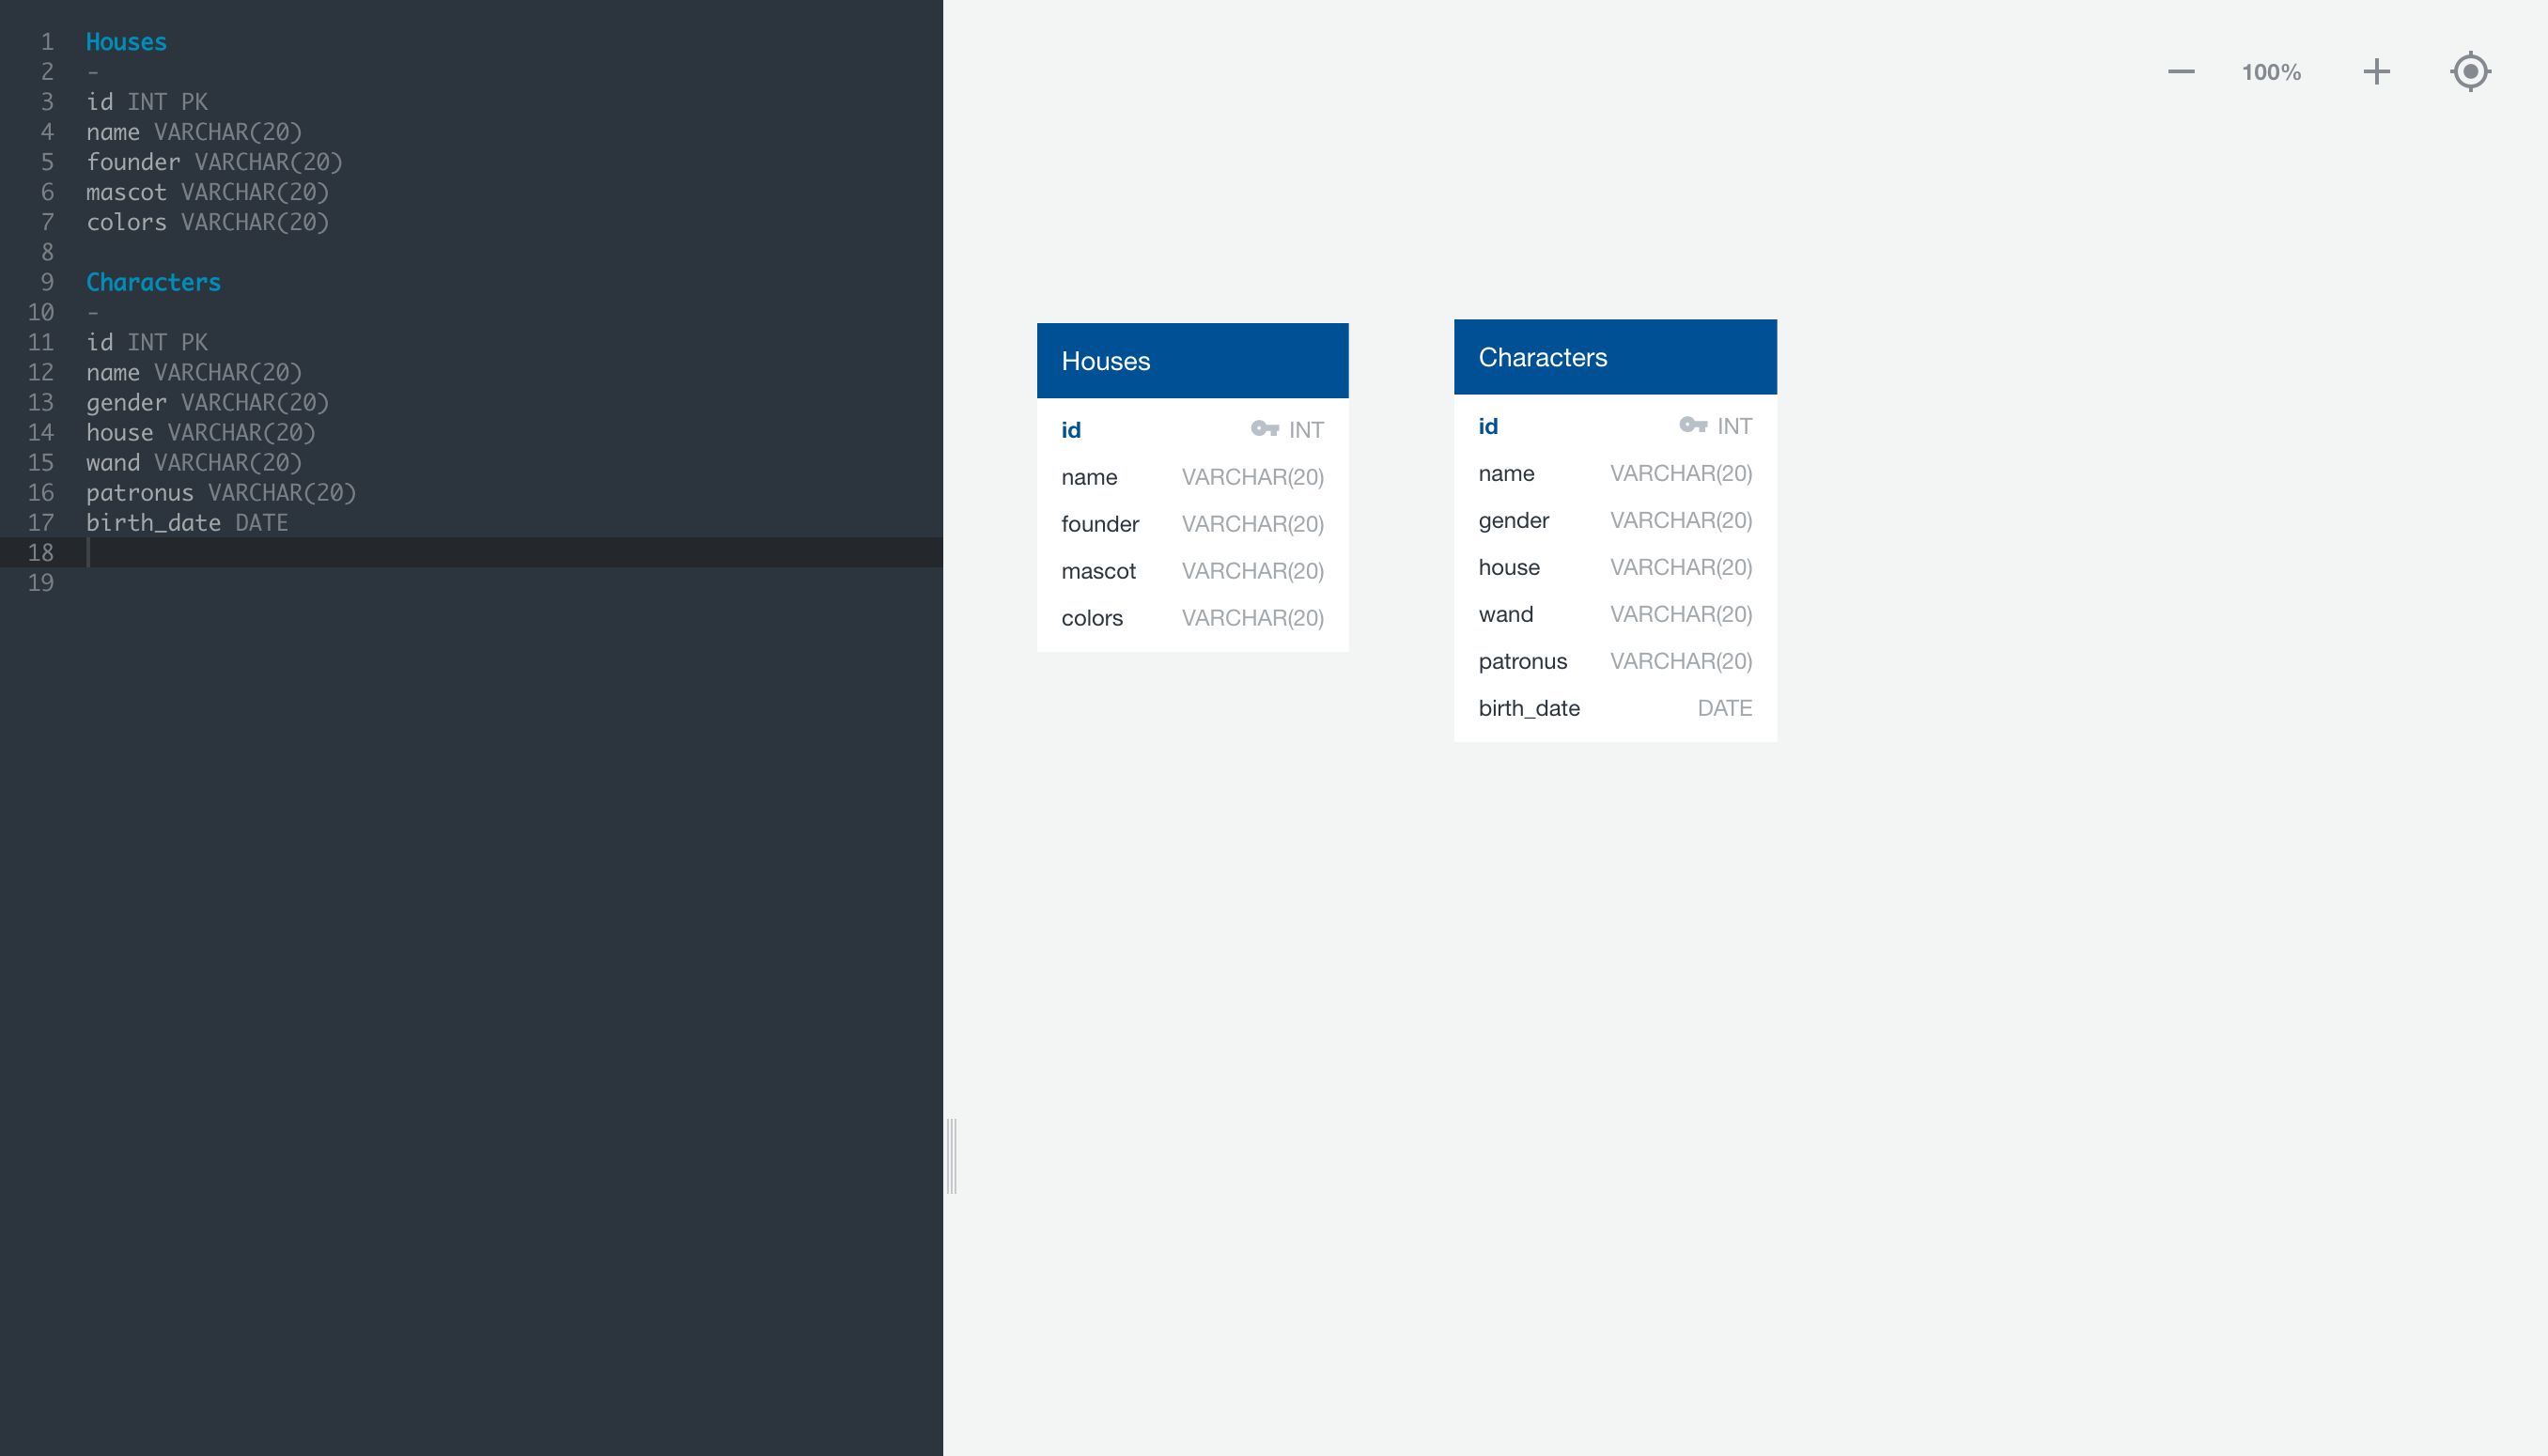 1 Houses
2 -
3 id INT PK
4 name VARCHAR(20)
5 founder VARCHAR(20)
6 mascot VARCHAR(20)
7 colors VARCHAR(20)
8
9 Characters
10 -
11 id INT PK
12 name VARCHAR(20)
13 gender VARCHAR(20)
14 house VARCHAR(20)
15 wand VARCHAR(20)
16 patronus VARCHAR(20)
17 birth_date DATE
18
19
100%
Houses
id INT
name VARCHAR(20)
founder VARCHAR(20)
mascot VARCHAR(20)
colors VARCHAR(20)
Characters
id INT
name VARCHAR(20)
gender VARCHAR(20)
house VARCHAR(20)
wand VARCHAR(20)
patronus VARCHAR(20)
birth_date DATE